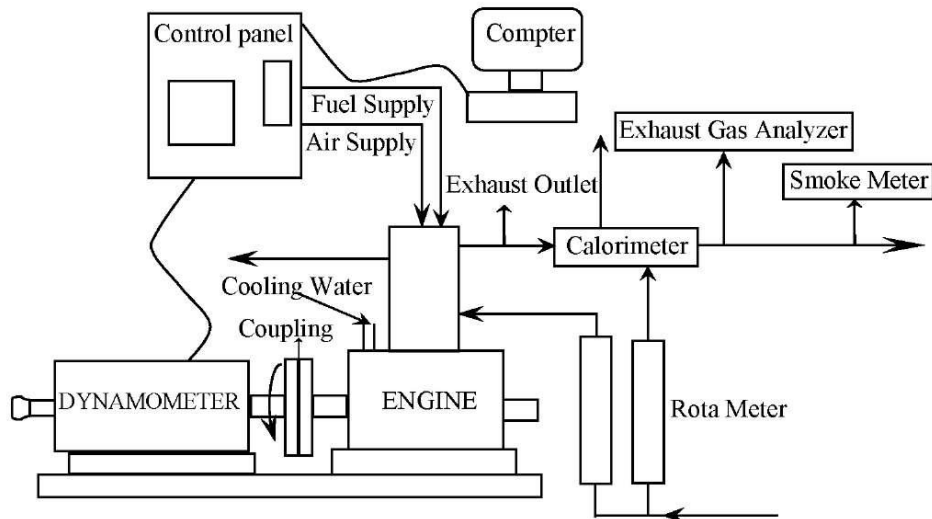 Control panel
Compter
Fuel Supply
Air Supply
Exhaust Gas Analyzer
Exhaust Outlet
Smoke Meter
Calorimeter
Cooling Water
Coupling
DYNAMOMETER
ENGINE
Rota Meter